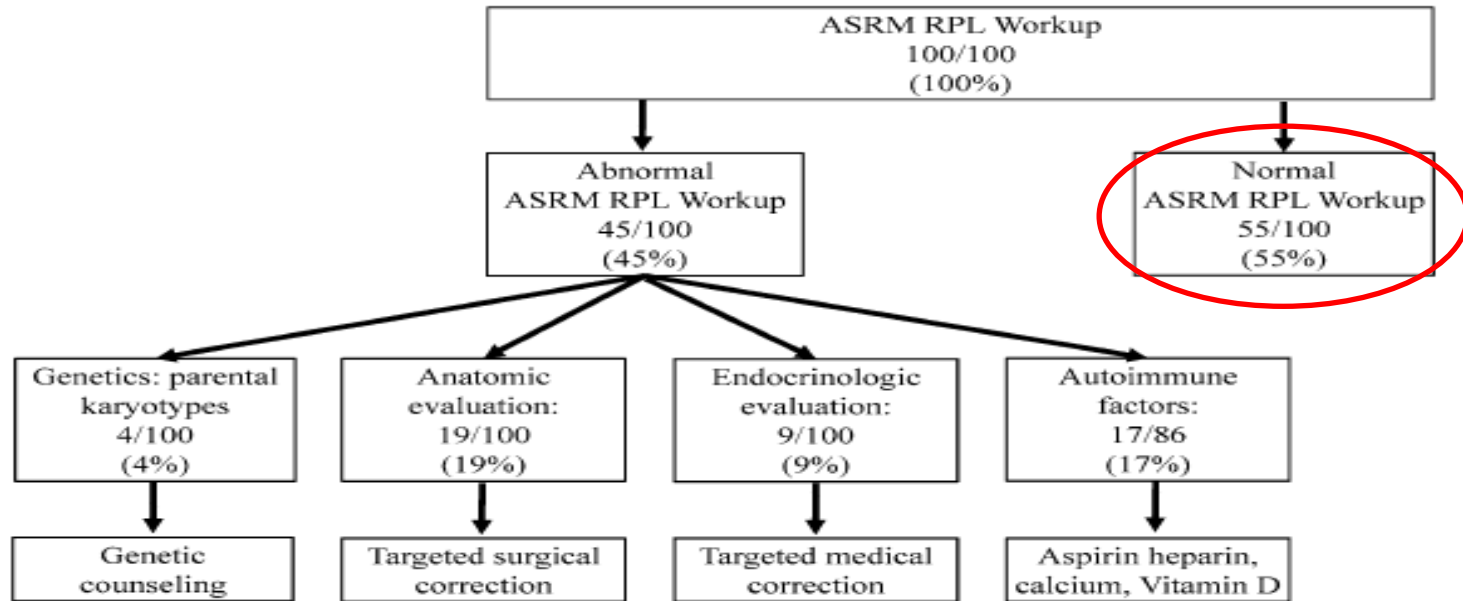 ASRM RPL Workup
100/100
(100%)
Abnormal
ASRM RPL Workup
45/100
(45%)
Normal
ASRM RPL Workup
55/100
(55%)
Genetics: parental
karyotypes
4/100
(4%)
Anatomic
evaluation:
19/100
(19%)
Endocrinologic
evaluation:
9/100
(9%)
Autoimmune
factors:
17/86
(17%)
Genetic
counseling
Targeted surgical
correction
Targeted medical
correction
Aspirin heparin,
calcium, Vitamin D